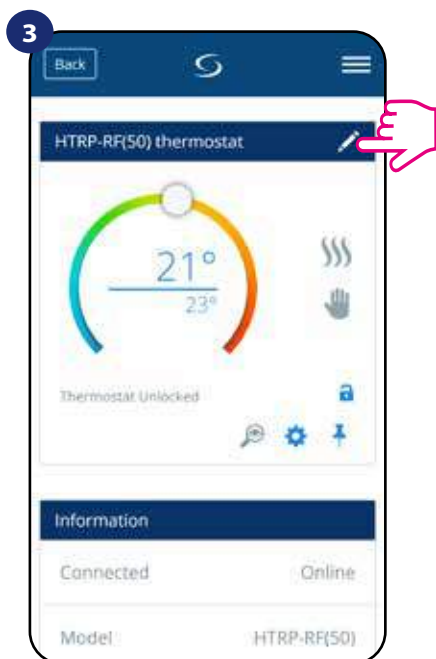 3
Back
HTRP-RF(50) thermostat
21°
23°
Thermostat Unlocked
Information
Connected Online
Model HTRP-RF(50)